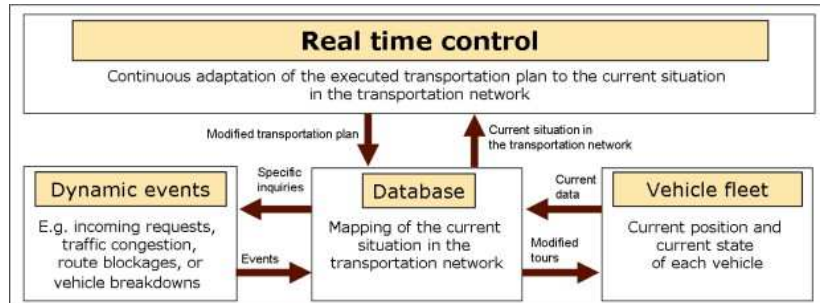 Real time control
Continuous adaptation of the executed transportation plan to the current situation
in the transportation network
Modified transportation plan
Current situation in
the transportation network
Dynamic events
E.g. incoming requests,
traffic congestion,
route blockages, or
vehicle breakdowns
Specific
inquiries
Events
Database
Mapping of the current
situation in the
transportation network
Current
data
Modified
tours
Vehicle fleet
Current position and
current state
of each vehicle